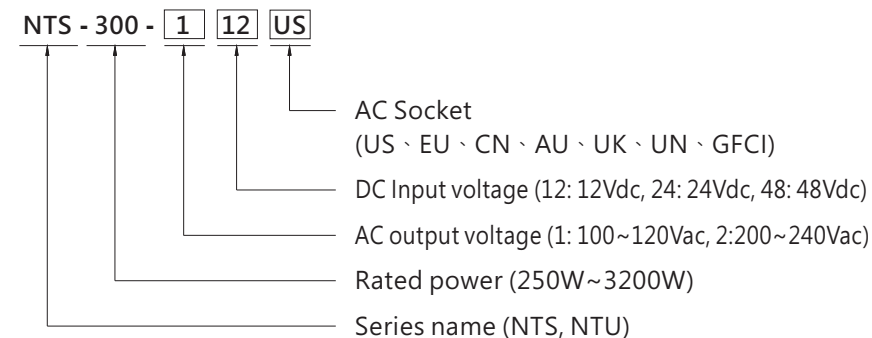 NTS - 300 - 1 12 US
AC Socket
(US、EU、CN、AU、UK、UN、GFCI)
DC Input voltage (12: 12Vdc, 24: 24Vdc, 48: 48Vdc)
AC output voltage (1: 100~120Vac, 2:200~240Vac)
Rated power (250W~3200W)
Series name (NTS, NTU)